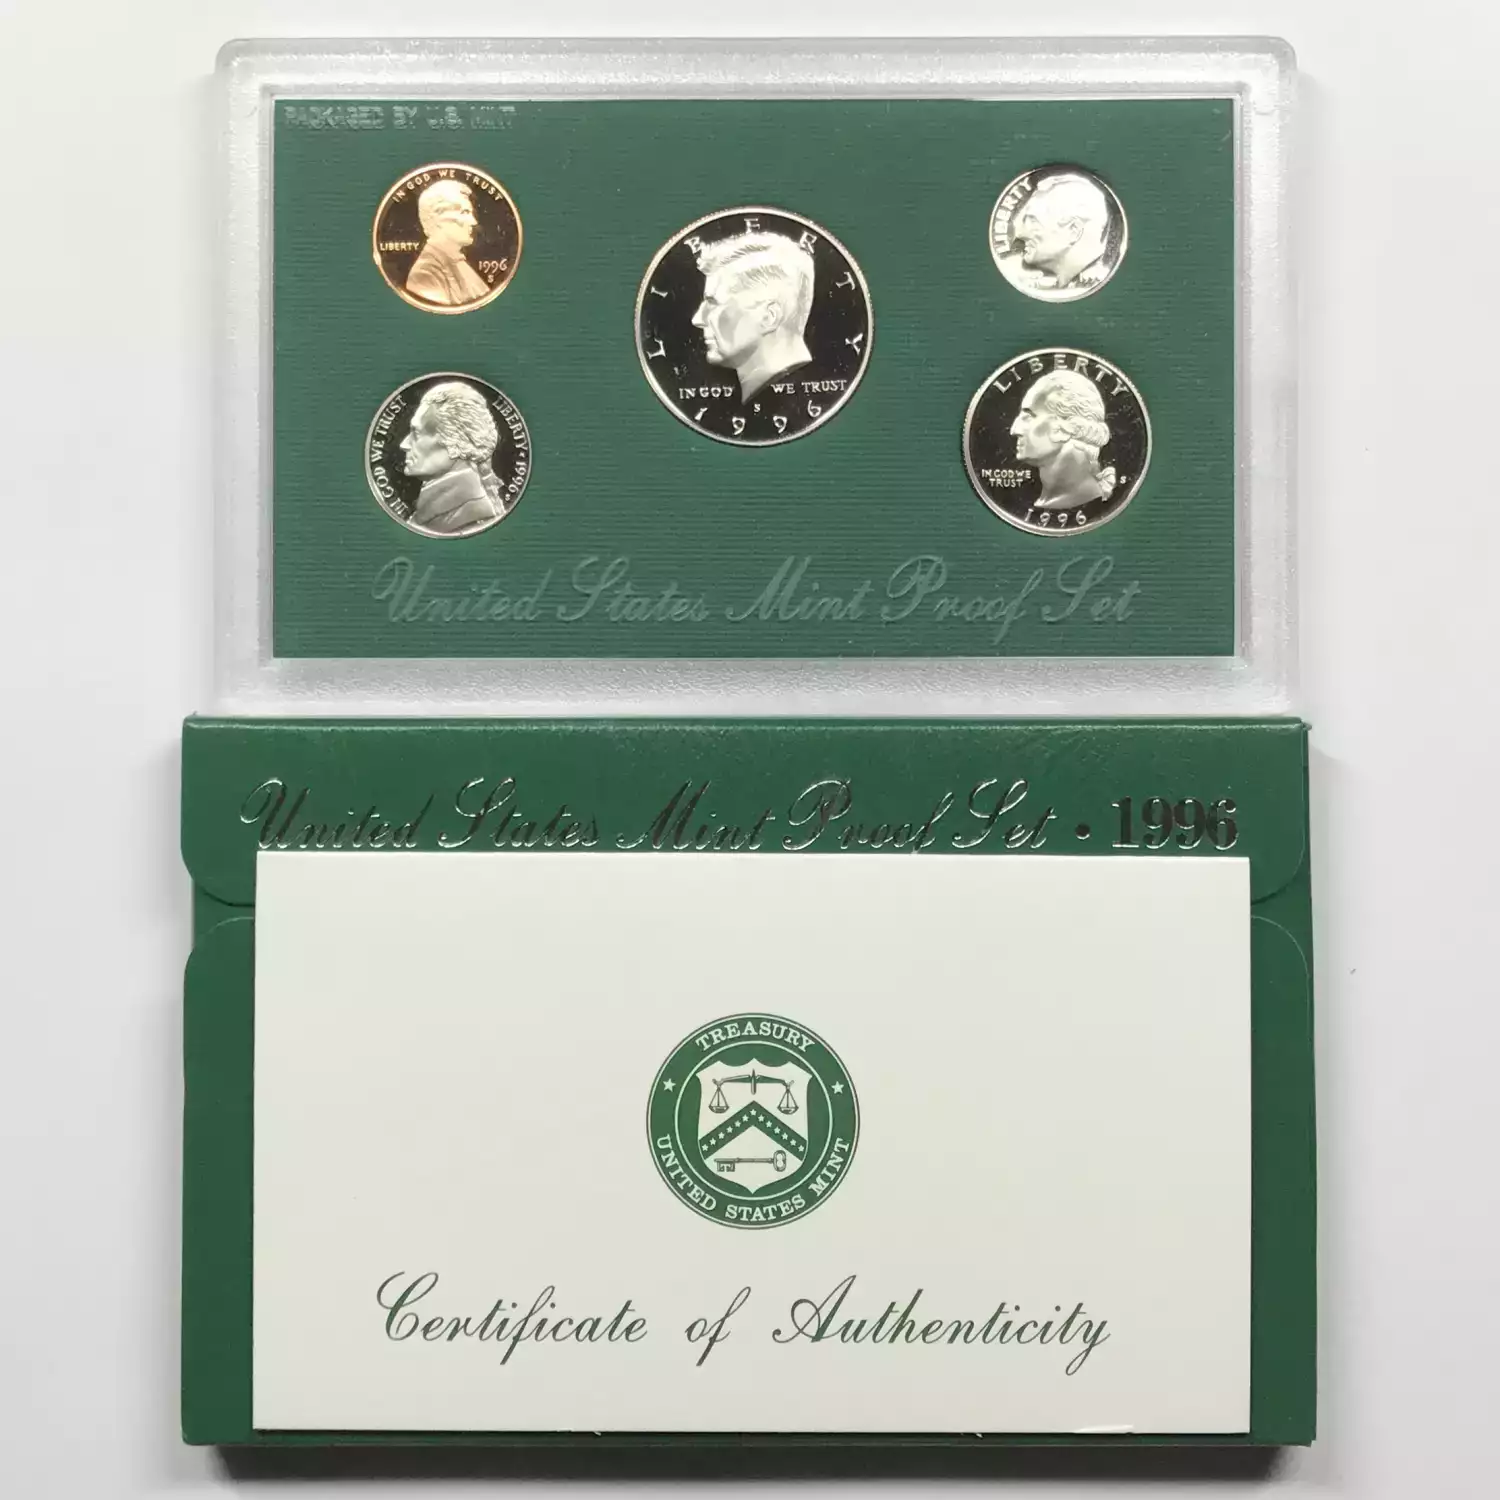 PACKAGED BY U.S. MINT
IN GOD WE TRUST
LIBERTY
1996
S
LIBERTY
IN GOD WE TRUST
S
1996
LIBERTY
IN GOD WE TRUST
LIBERTY • 1996
S
LIBERTY
IN GOD WE
TRUST
S
1996
United States Mint Proof Set
United States Mint Proof Set • 1996
TREASURY
UNITED STATES MINT
Certificate of Authenticity